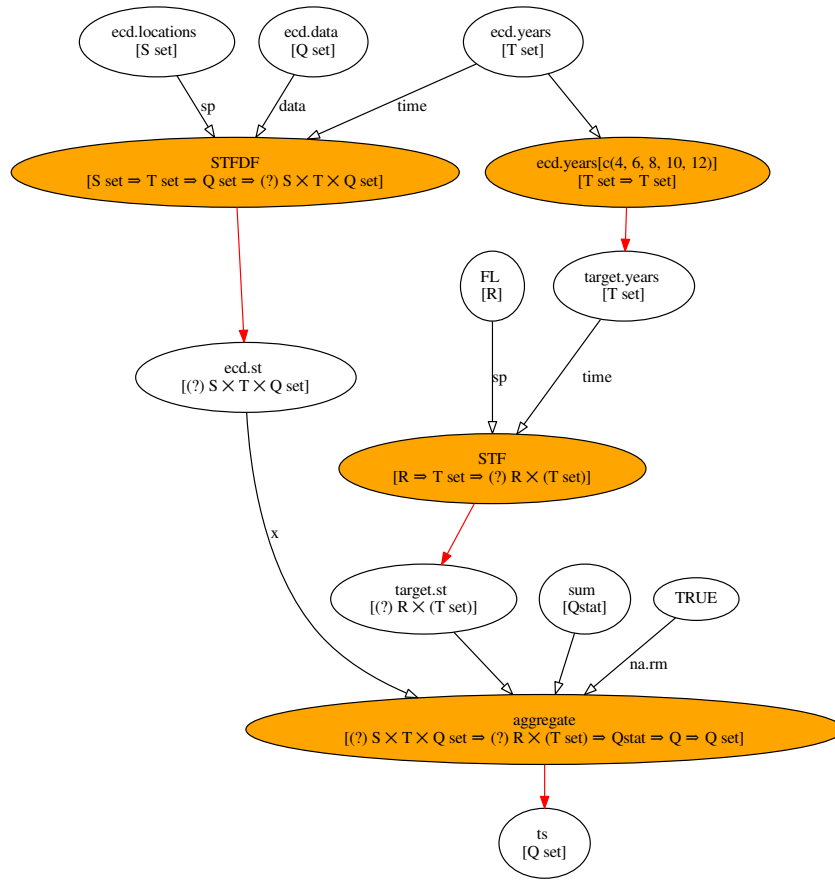 ecd.locations
[S set]
ecd.data
[Q set]
ecd.years
[T set]
sp
data
time
STFDF
[S set ⇒ T set ⇒ Q set ⇒ (?) S × T × Q set]
ecd.years[c(4, 6, 8, 10, 12)]
[T set ⇒ T set]
FL
[R]
target.years
[T set]
ecd.st
[(?) S × T × Q set]
sp
time
STF
[R ⇒ T set ⇒ (?) R × (T set)]
x
target.st
[(?) R × (T set)]
sum
[Qstat]
TRUE
na.rm
aggregate
[(?) S × T × Q set ⇒ (?) R × (T set) ⇒ Qstat ⇒ Q ⇒ Q set]
ts
[Q set]